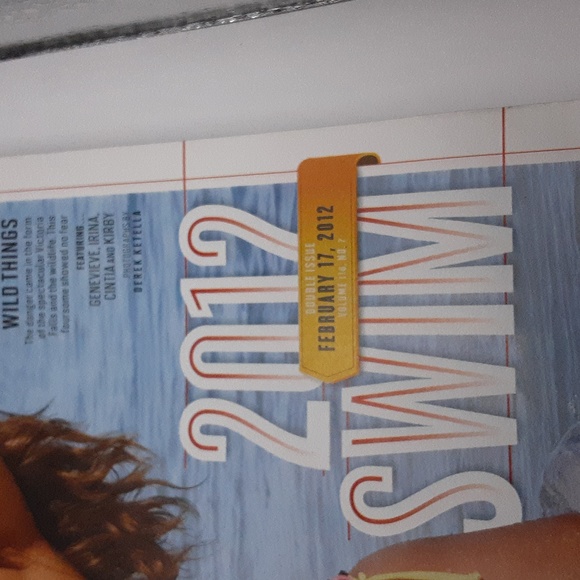 2012
SWIM
DOUBLE ISSUE
FEBRUARY 17, 2012
VOLUME 116, NO. 7
WILD THINGS
The danger came in the form
of the spectacular Victoria
Falls and the wildlife. This
foursome showed no fear
FEATURING
GENEVIEVE, IRINA,
CINTIA AND KIRBY
PHOTOGRAPHS BY
DEREK KETTELA